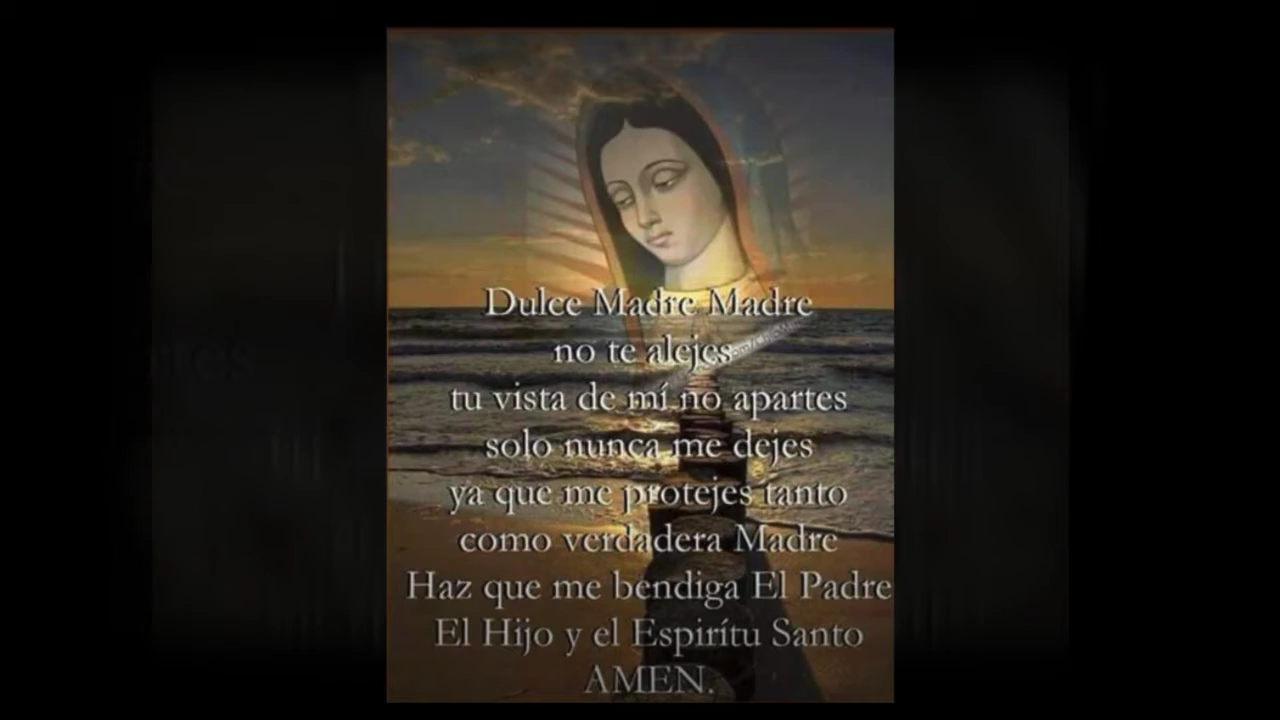 Dulce Madre Madre
no te alejes
tu vista de mí no apartes
solo nunca me dejes
ya que me protejes tanto
como verdadera Madre
Haz que me bendiga El Padre
El Hijo y el Espirítu Santo
AMEN.